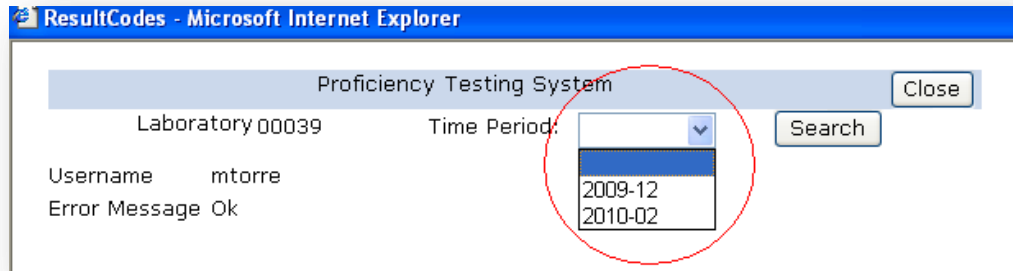 ResultCodes - Microsoft Internet Explorer
Proficiency Testing System Close
Laboratory 00039 Time Period: Search
2009-12
Username mtorre
2010-02
Error Message Ok